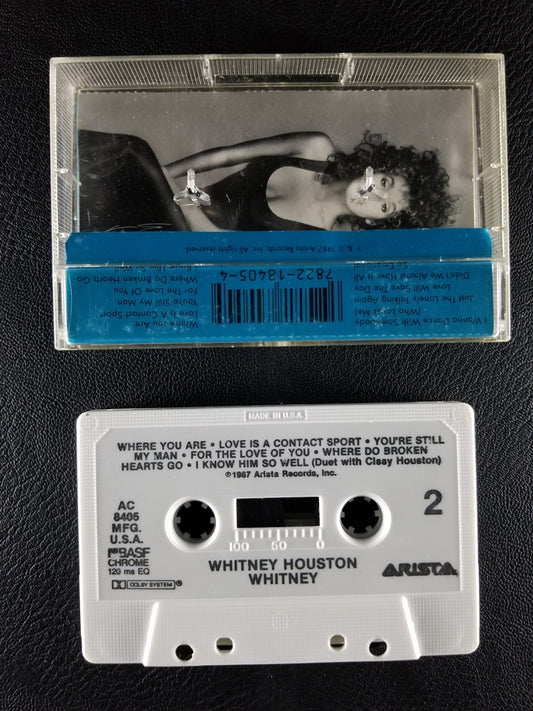 I Wanna Dance With Somebody
(Who Loves Me)
Just The Lonely Talking Again
Love Will Save The Day
Didn't We Almost Have It All
So Emotional
7822-18405-4
Where You Are
Love Is A Contact Sport
You're Still My Man
For The Love Of You
Where Do Broken Hearts Go
I Know Him So Well
℗ & © 1987 Arista Records, Inc. All rights reserved.
MADE IN U.S.A.
WHERE YOU ARE • LOVE IS A CONTACT SPORT • YOU'RE STILL
MY MAN • FOR THE LOVE OF YOU • WHERE DO BROKEN
HEARTS GO • I KNOW HIM SO WELL (Duet with Cissy Houston)
℗1987 Arista Records, Inc.
AC
8405
MFG.
U.S.A.
BASF
CHROME
120 ms EQ
DOLBY SYSTEM®
2
100 50 0
WHITNEY HOUSTON
WHITNEY
ARISTA